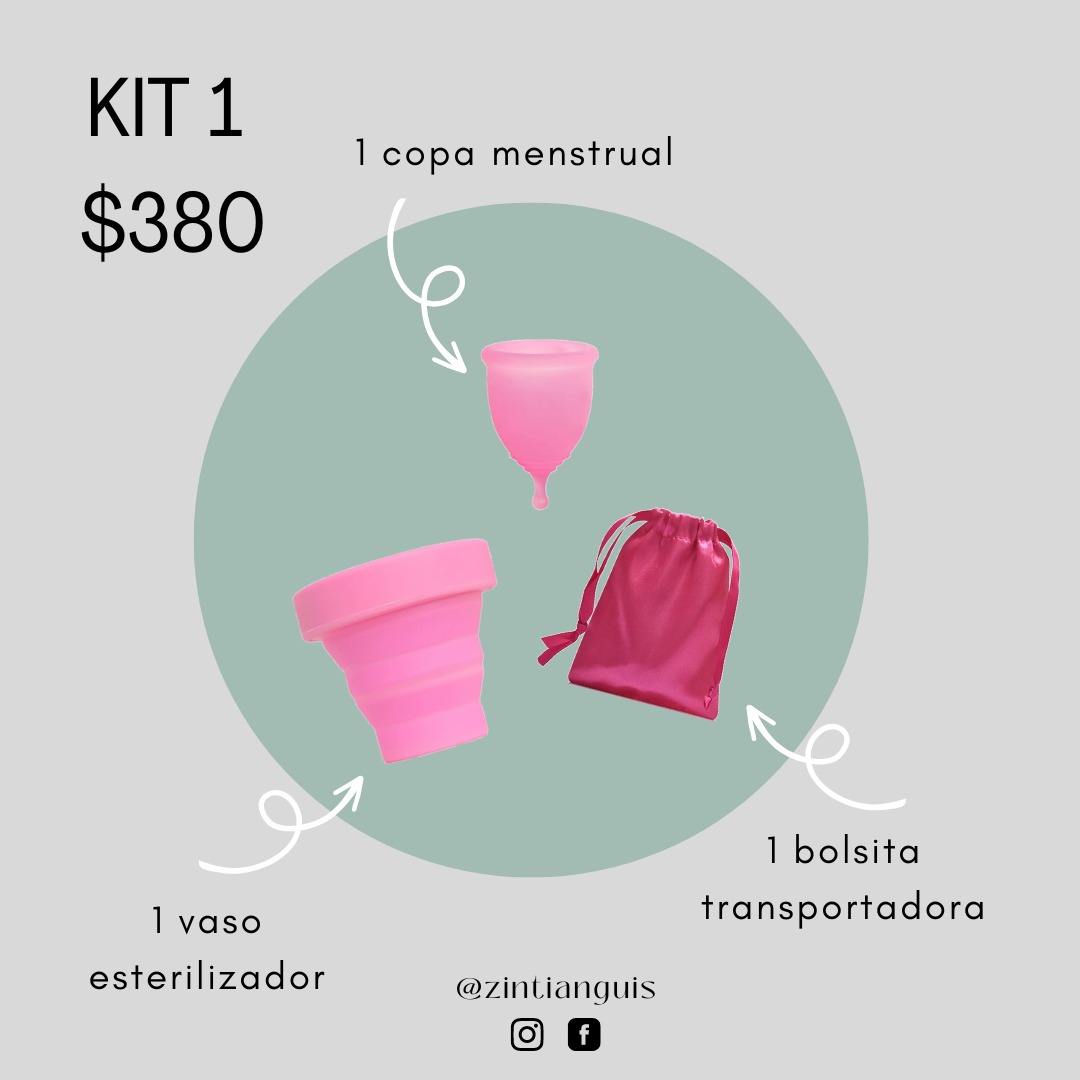 KIT 1
$380
1 copa menstrual
1 bolsita
transportadora
1 vaso
esterilizador
@zintianguis